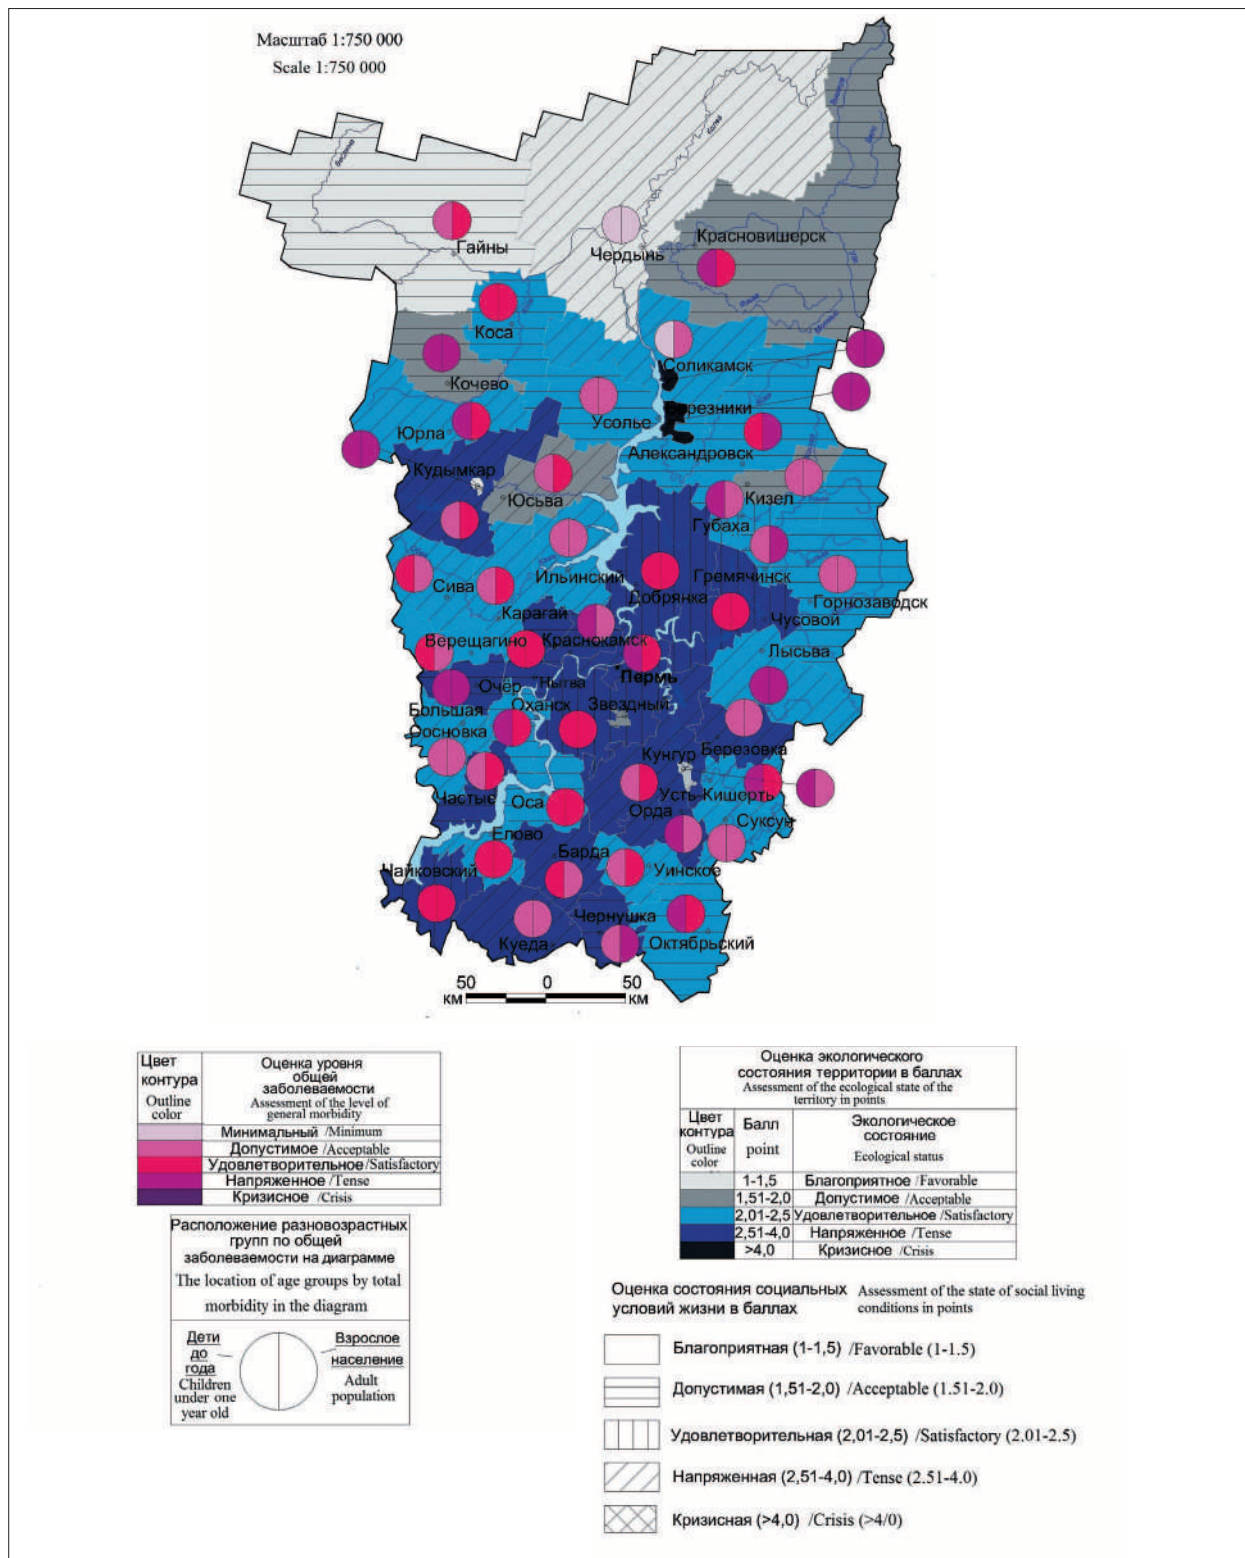 Масштаб 1:750 000
Scale 1:750 000
Весляна
Колва
Гайны
Чердынь
Красновишерск
Коса
Соликамск
Кочево
Усолье
Березники
Юрла
Александровск
Кудымкар
Юсьва
Кизел
Губаха
Ильинский
Гремячинск
Сива
Добрянка
Горнозаводск
Карагай
Чусовой
Верещагино
Краснокамск
Лысьва
Очёр
Нытва
Пермь
Большая
Сосновка
Оханск
Звездный
Кунгур
Березовка
Частые
Оса
Усть-Кишерть
Орда
Суксун
Елово
Барда
Чайковский
Уинское
Чернушка
Куеда
Октябрьский
50 0 50
км км
Цвет
контура
Outline
color
Оценка уровня
общей
заболеваемости
Assessment of the level of
general morbidity
Минимальный /Minimum
Допустимое /Acceptable
Удовлетворительное/Satisfactory
Напряженное /Tense
Кризисное /Crisis
Расположение разновозрастных
групп по общей
заболеваемости на диаграмме
The location of age groups by total
morbidity in the diagram
Дети
до
года
Children
under one
year old
Взрослое
население
Adult
population
Оценка экологического
состояния территории в баллах
Assessment of the ecological state of the
territory in points
Цвет
контура
Outline
color
Балл
point
Экологическое
состояние
Ecological status
1-1,5 Благоприятное /Favorable
1,51-2,0 Допустимое /Acceptable
2,01-2,5 Удовлетворительное /Satisfactory
2,51-4,0 Напряженное /Tense
>4,0 Кризисное /Crisis
Оценка состояния социальных
условий жизни в баллах
Assessment of the state of social living
conditions in points
Благоприятная (1-1,5) /Favorable (1-1.5)
Допустимая (1,51-2,0) /Acceptable (1.51-2.0)
Удовлетворительная (2,01-2,5) /Satisfactory (2.01-2.5)
Напряженная (2,51-4,0) /Tense (2.51-4.0)
Кризисная (>4,0) /Crisis (>4/0)